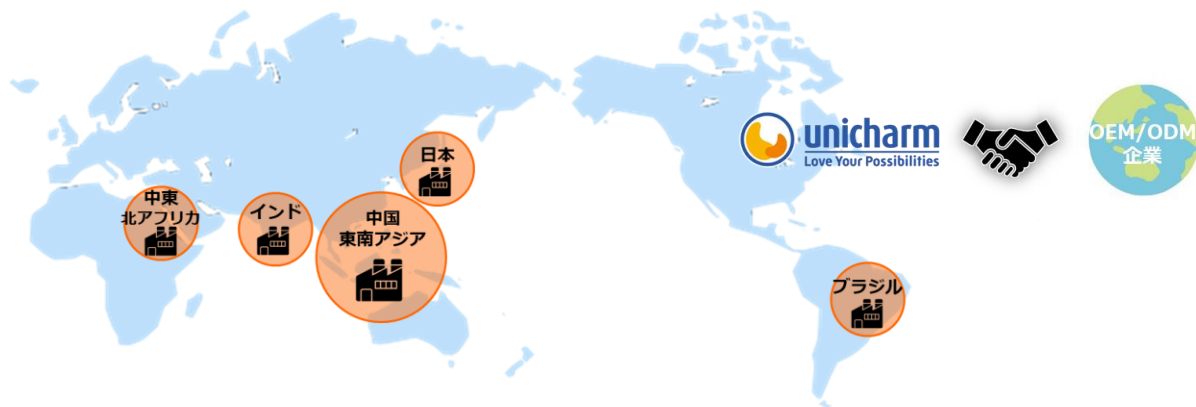 日本
中東
北アフリカ
インド
中国
東南アジア
ブラジル
unicharm
Love Your Possibilities
OEM/ODM
企業